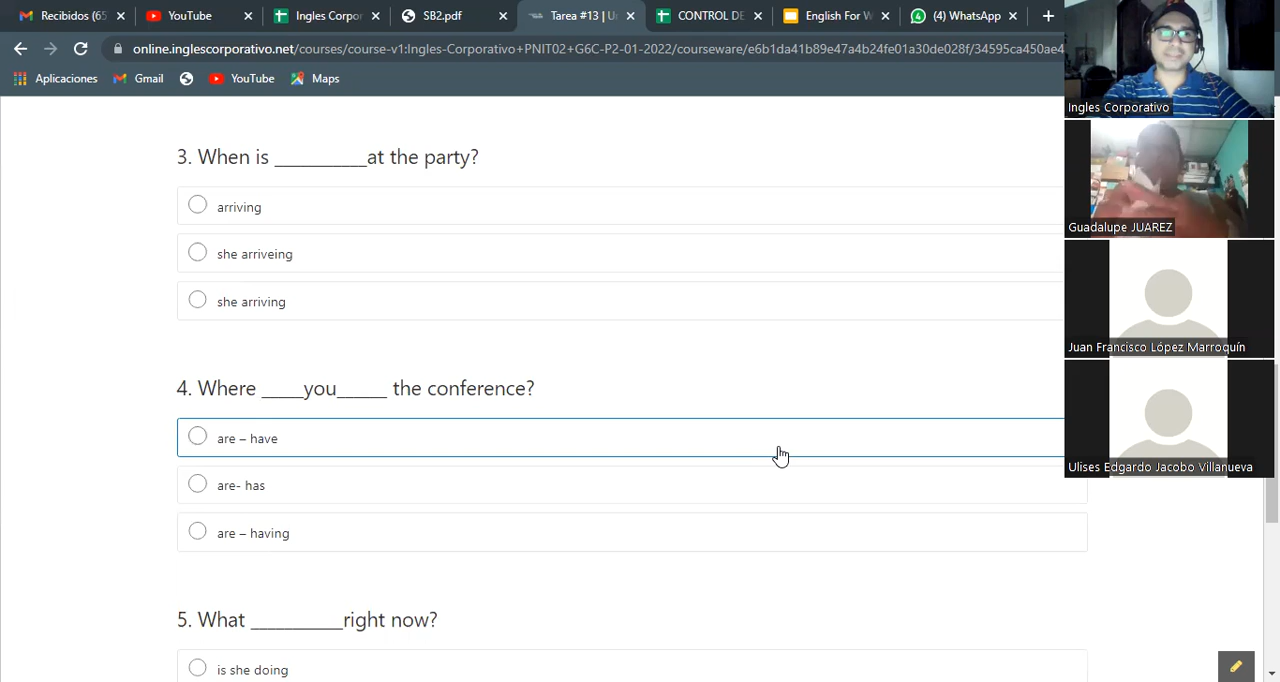 Recibidos (65
YouTube
Ingles Corpor
SB2.pdf
Tarea #13 | U
CONTROL DE
English For W
(4) WhatsApp
online.inglescorporativo.net/courses/course-v1:Ingles-Corporativo+PNIT02+G6C-P2-01-2022/courseware/e6b1da41b89e47a4b24fe01a30de028f/34595ca450ae4
Aplicaciones
Gmail
YouTube
Maps
Ingles Corporativo
3. When is __________at the party?
arriving
Guadalupe JUAREZ
she arriveing
she arriving
Juan Francisco López Marroquín
4. Where ____you_____ the conference?
are – have
Ulises Edgardo Jacobo Villanueva
are- has
are – having
5. What _________right now?
is she doing